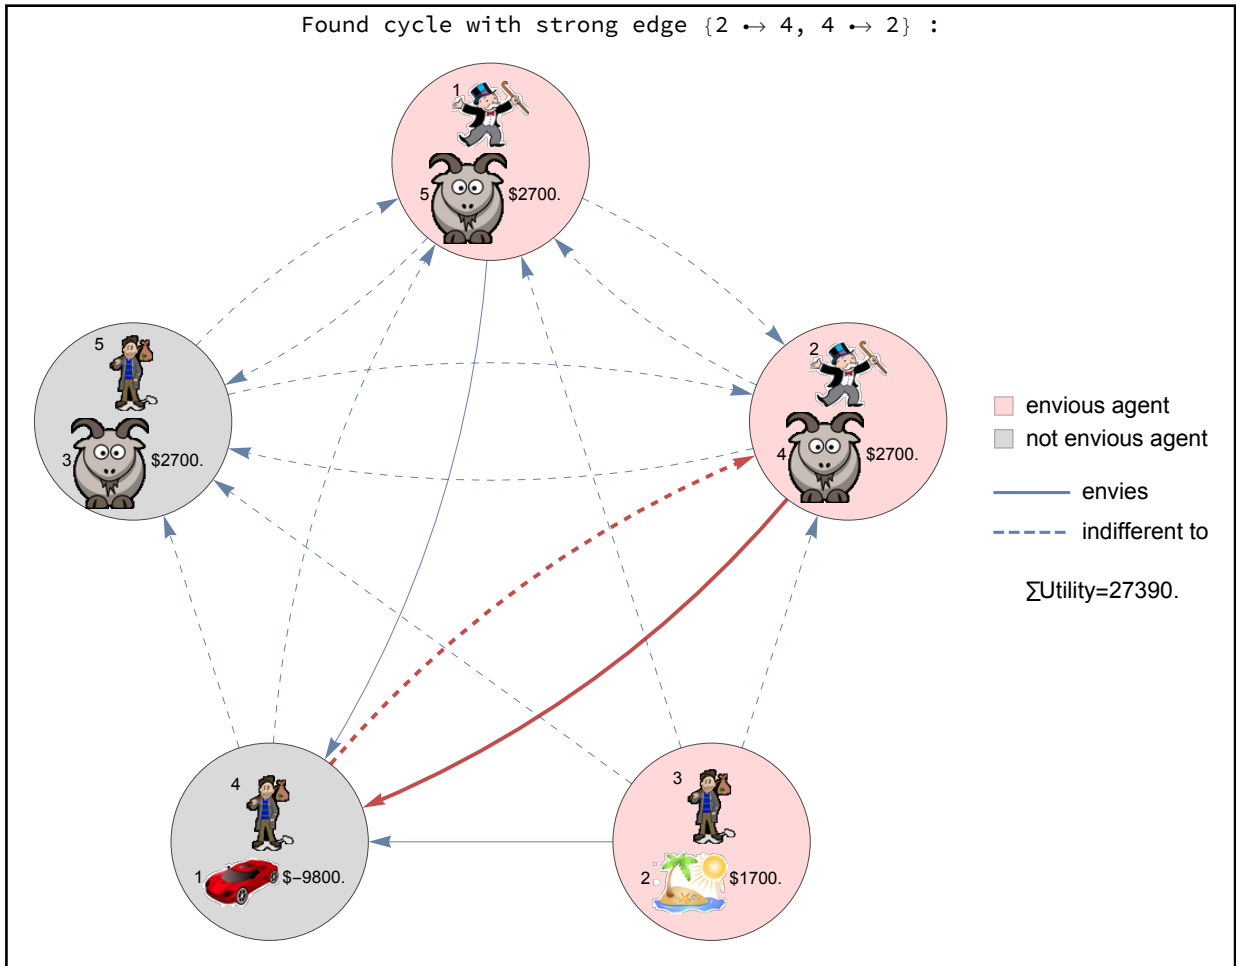 Found cycle with strong edge {2 ↔ 4, 4 ↔ 2} :
1
5 $2700.
5
3 $2700.
2
4 $2700.
envious agent
not envious agent
envies
indifferent to
∑Utility=27390.
4
1 $−9800.
3
2 $1700.